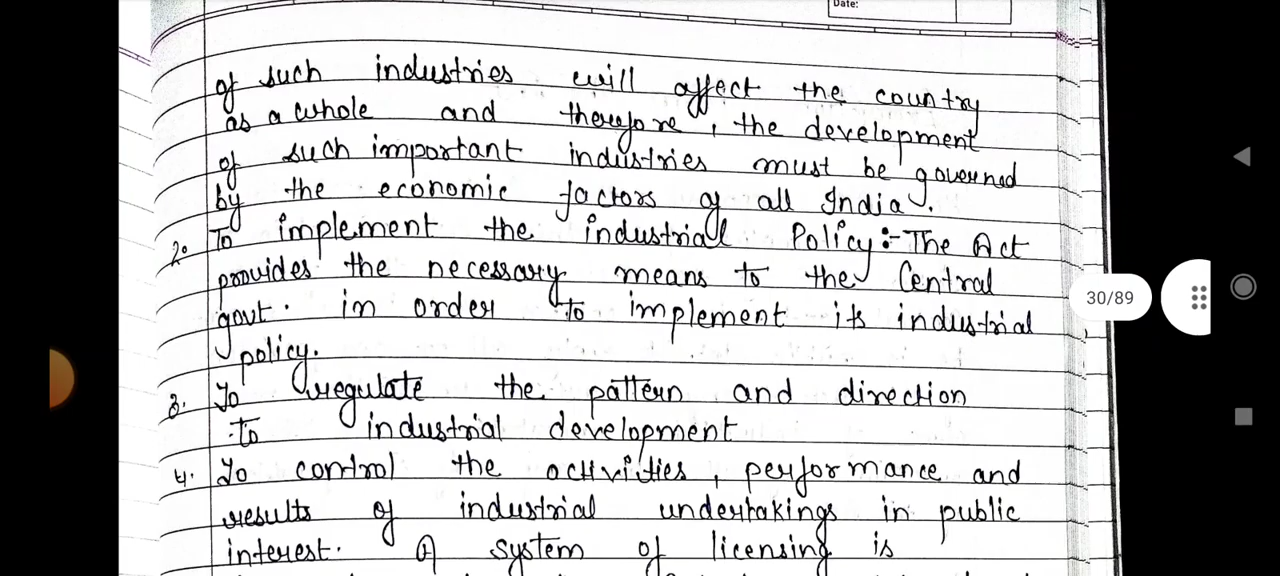 Date:
of such industries will affect the country
as a whole and therefore, the development
of such important industries must be governed
by the economic factors of all India.
2. To implement the industrial Policy:- The Act
provides the necessary means to the Central
govt. in order to implement its industrial
policy.
3. To regulate the pattern and direction
to industrial development
4. To control the activities, performance and
results of industrial undertakings in public
interest. A system of licensing is
30/89